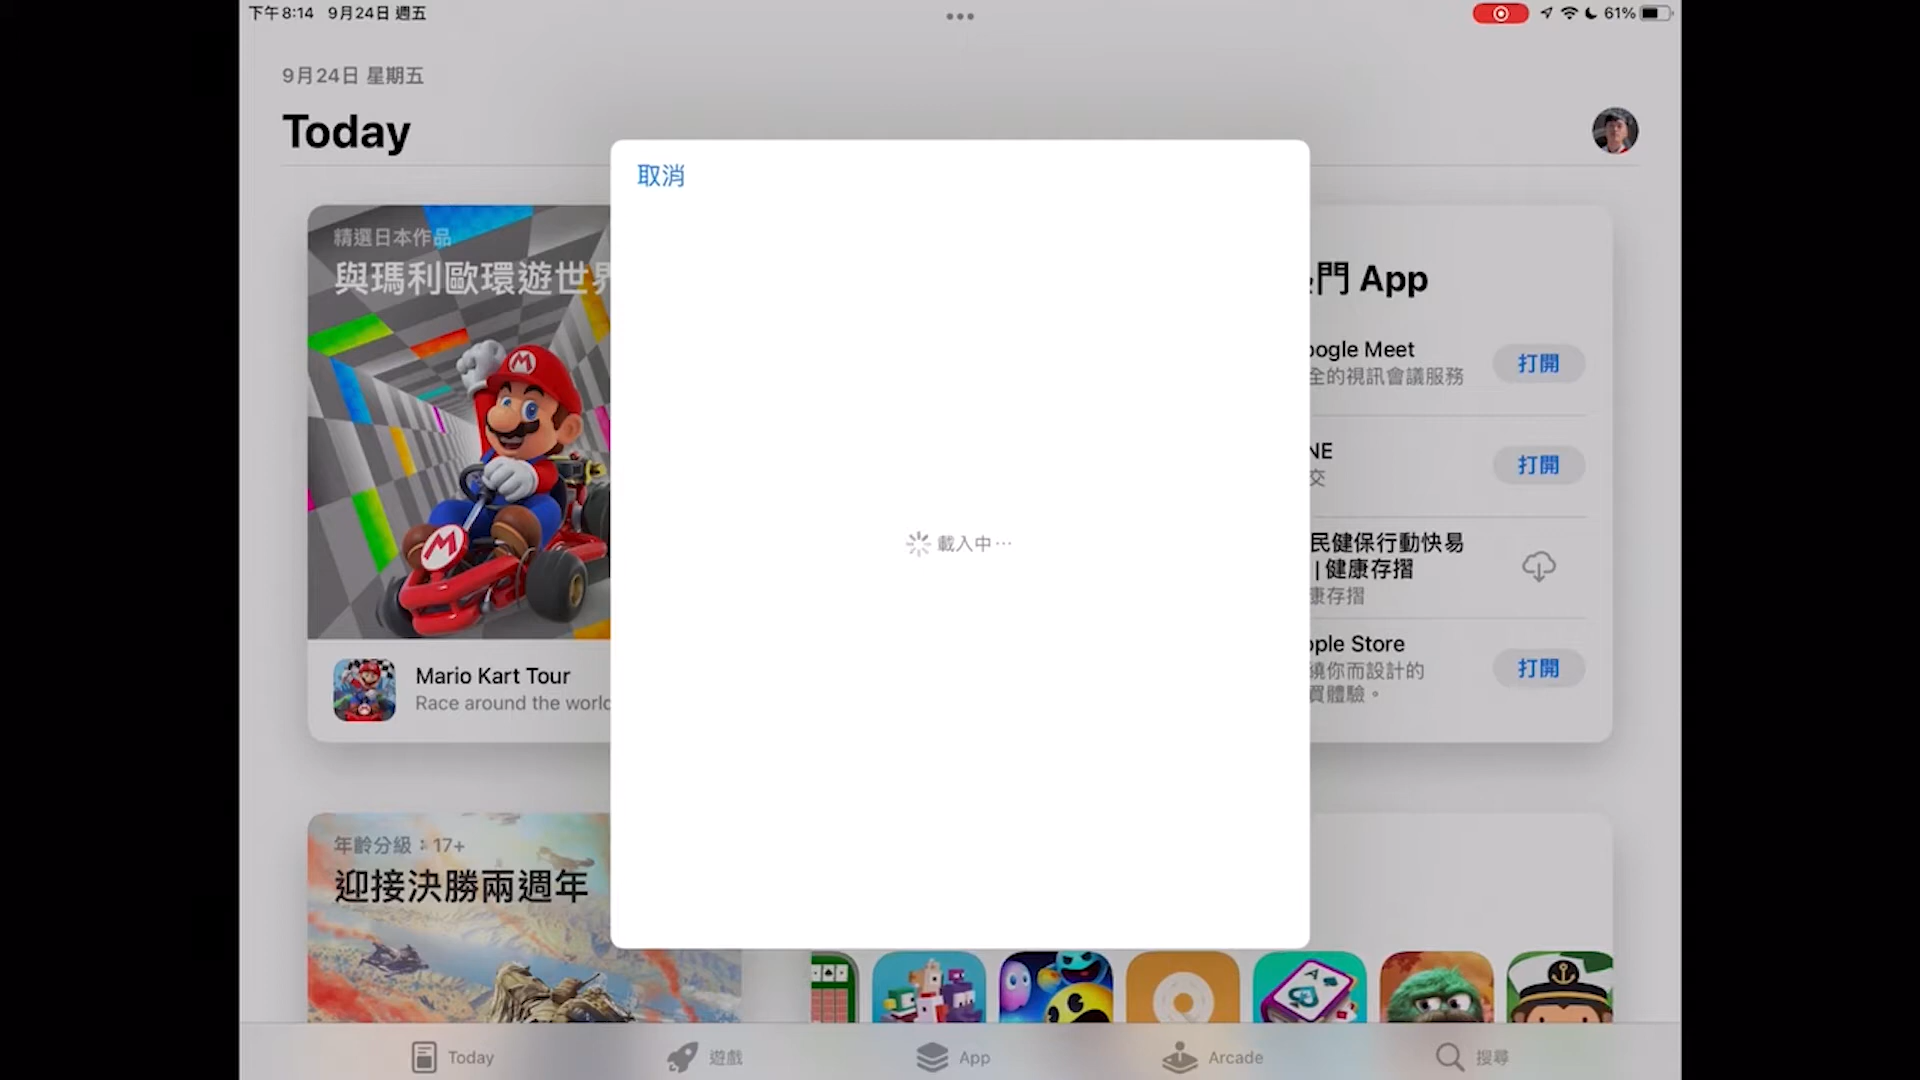 下午8:14 9月24日 週五
61%
9月24日 星期五
Today
取消
精選日本作品
與瑪利歐環遊世界
Mario Kart Tour
Race around the world
載入中…
門 App
oogle Meet
全的視訊會議服務
打開
NE
交
打開
民健保行動快易
| 健康存摺
康存摺
pple Store
繞你而設計的
買體驗。
打開
年齡分級：17+
迎接決勝兩週年
Today
遊戲
App
Arcade
搜尋